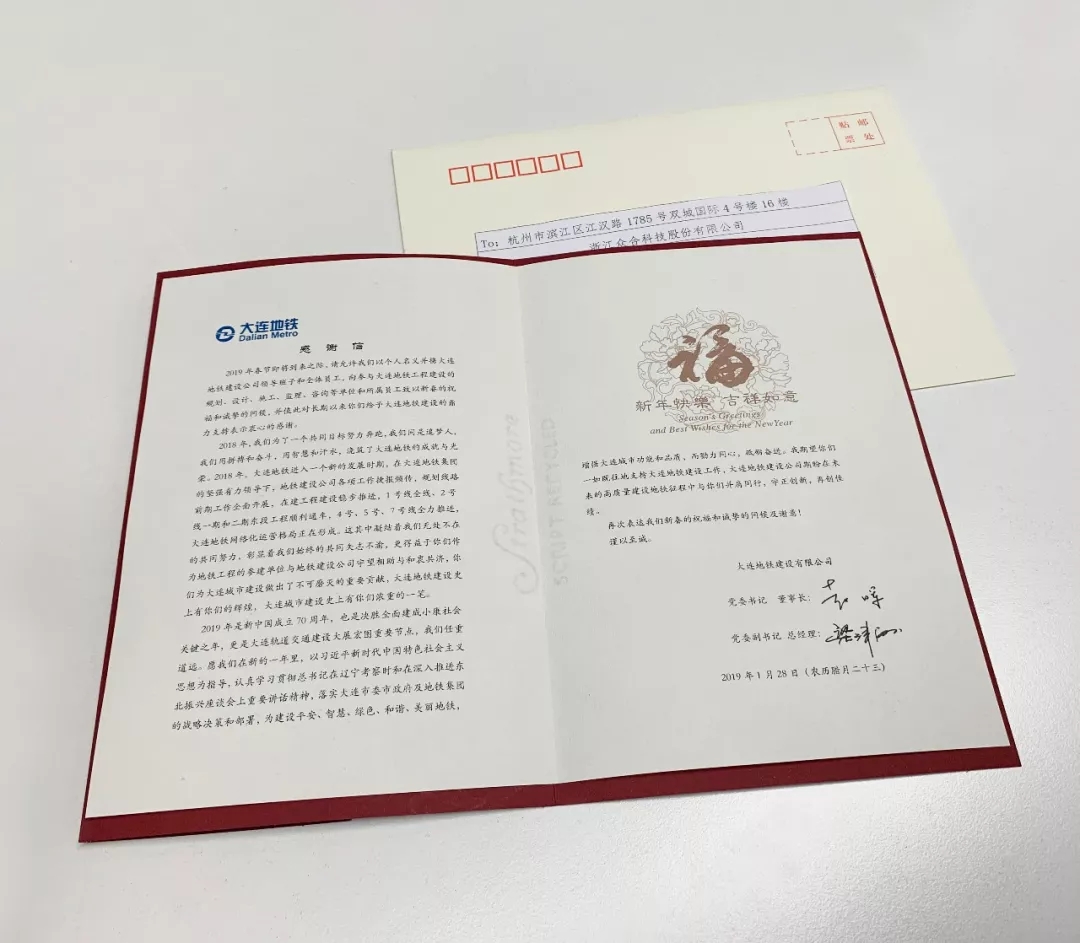 贴 邮
票 处
To: 杭州市滨江区江汉路 1785 号双城国际 4 号楼 16 楼
浙江众合科技股份有限公司
大连地铁
Dalian Metro
感 谢 信
2019 年春节即将到来之际，请允许我们以个人名义并携大连
地铁建设公司领导班子和全体员工，向参与大连地铁工程建设的
规划、设计、施工、监理、咨询等单位和所属员工致以新春的祝
福和诚挚的问候，并值此对长期以来你们给予大连地铁建设的鼎
力支持表示衷心的感谢。
2018 年，我们为了一个共同目标努力奔跑，我们同是追梦人，
我们用拼搏和奋斗，用智慧和汗水，浇筑了大连地铁的成就与光
荣。2018 年，大连地铁进入一个新的发展时期，在大连地铁集团
的坚强有力领导下，地铁建设公司各项工作捷报频传，规划线路
前期工作全面开展，在建工程建设稳步推进，1 号线全线、2 号
线一期和二期东段工程顺利通车，4 号、5 号、7 号线全力推进，
大连地铁网络化运营格局正在形成。这其中凝结着我们无处不在
的共同努力、彰显着我们始终的共同矢志不渝，更得益于你们作
为地铁工程的参建单位与地铁建设公司守望相助与和衷共济，你
们为大连城市建设做出了不可磨灭的重要贡献，大连地铁建设史
上有你们的辉煌，大连城市建设史上有你们浓重的一笔。
2019 年是新中国成立 70 周年，也是决胜全面建成小康社会
关键之年，更是大连轨道交通建设大展宏图重要节点，我们任重
道远。愿我们在新的一年里，以习近平新时代中国特色社会主义
思想为指导，认真学习贯彻总书记在辽宁考察时和在深入推进东
北振兴座谈会上重要讲话精神，落实大连市委市政府及地铁集团
的战略决策和部署，为建设平安、智慧、绿色、和谐、美丽地铁，
Strathmore
SCRIPT RECYCLED
福
新年快樂 吉祥如意
Season's Greetings
and Best Wishes for the New Year
增强大连城市功能和品质，而勠力同心，砥砺奋进。我期望你们
一如既往地支持大连地铁建设工作，大连地铁建设公司期盼在未
来的高质量建设地铁征程中与你们并肩同行，守正创新，再创佳
绩。
再次表达我们新春的祝福和诚挚的问候及谢意！
谨以至诚。
大连地铁建设有限公司
党委书记 董事长：
党委副书记 总经理：
2019 年 1 月 28 日（农历腊月二十三）